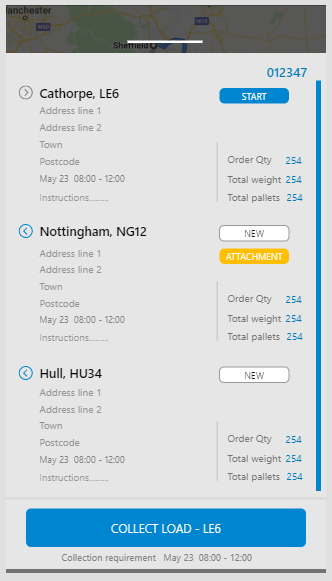 anchester
M60
M18
Sheffield
012347
Cathorpe, LE6
START
Address line 1
Address line 2
Town
Postcode
Order Qty 254
May 23 08:00 - 12:00
Total weight 254
Instructions.........
Total pallets 254
Nottingham, NG12
NEW
Address line 1
ATTACHMENT
Address line 2
Town
Postcode
Order Qty 254
May 23 08:00 - 12:00
Total weight 254
Instructions.........
Total pallets 254
Hull, HU34
NEW
Address line 1
Address line 2
Town
Postcode
Order Qty 254
May 23 08:00 - 12:00
Total weight 254
Instructions.........
Total pallets 254
COLLECT LOAD - LE6
Collection requirement May 23 08:00 - 12:00